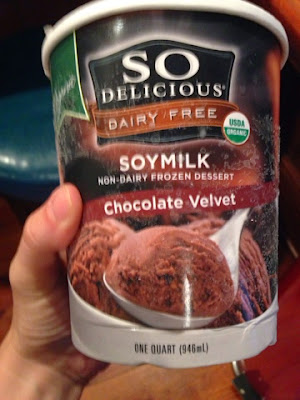 SO
DELICIOUS®
DAIRY FREE
USDA
ORGANIC
SOYMILK
NON-DAIRY FROZEN DESSERT
Chocolate Velvet
ONE QUART (946mL)